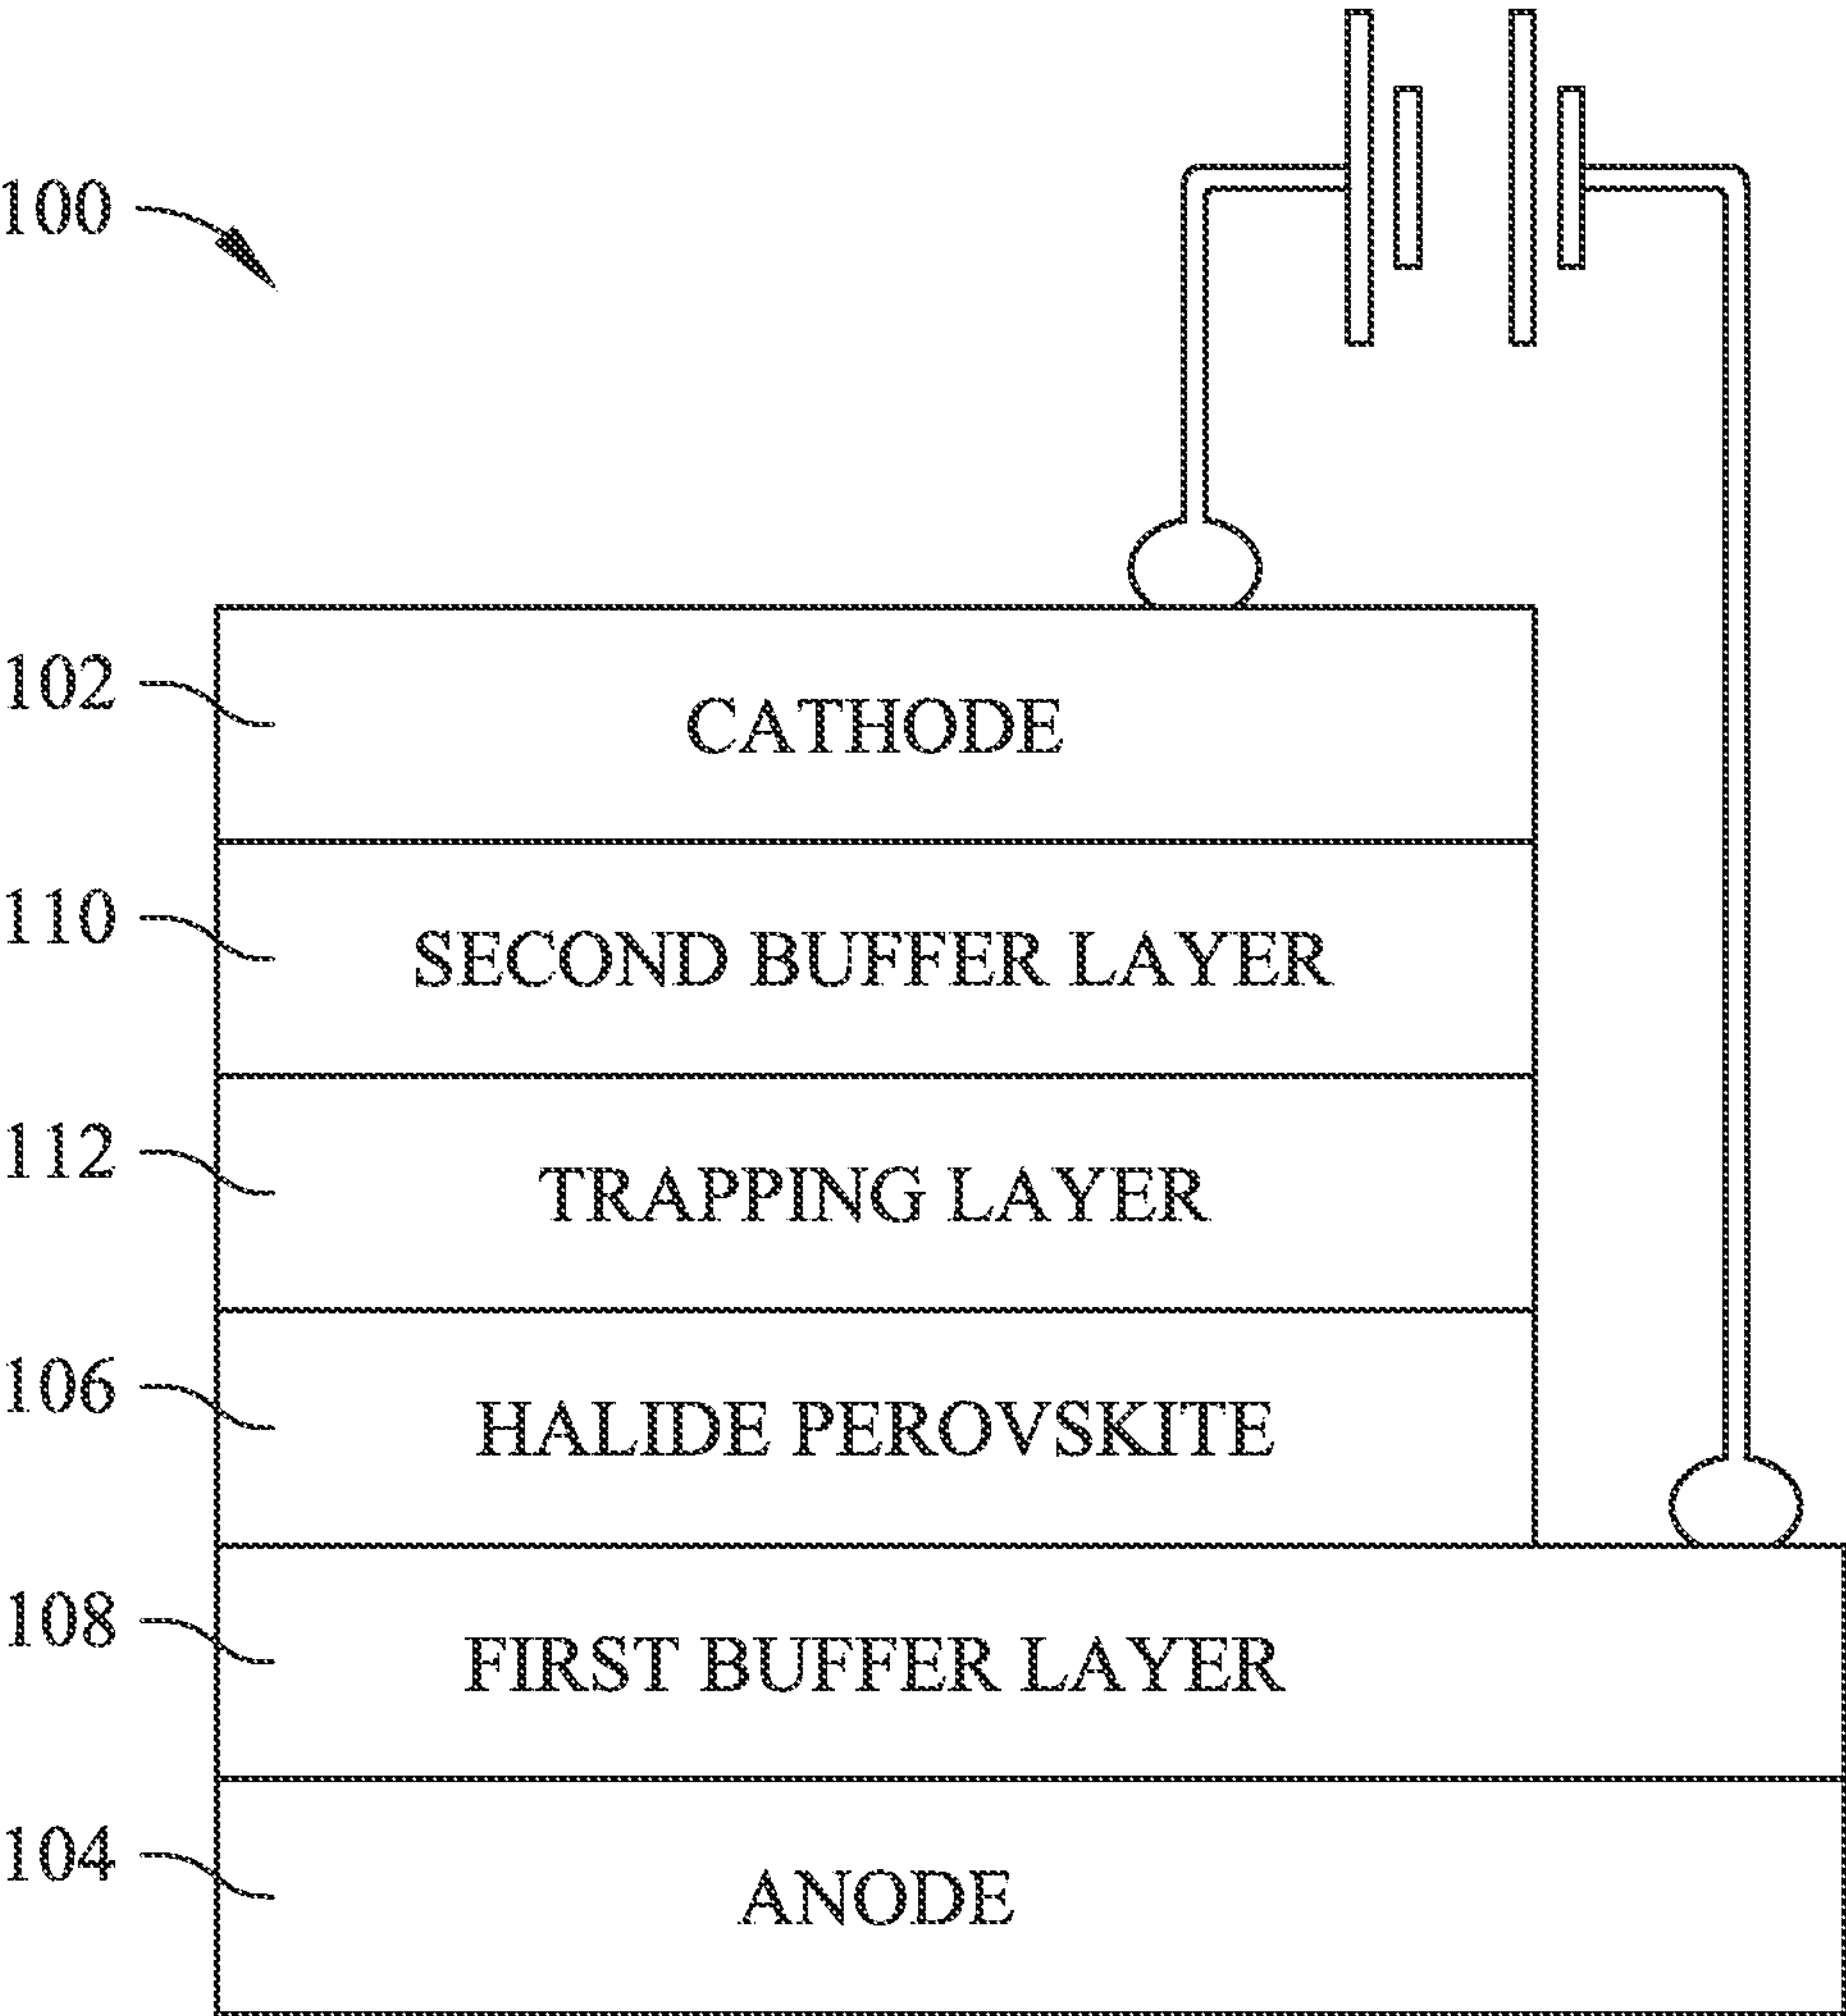 100
102 CATHODE
110 SECOND BUFFER LAYER
112 TRAPPING LAYER
106 HALIDE PEROVSKITE
108 FIRST BUFFER LAYER
104 ANODE